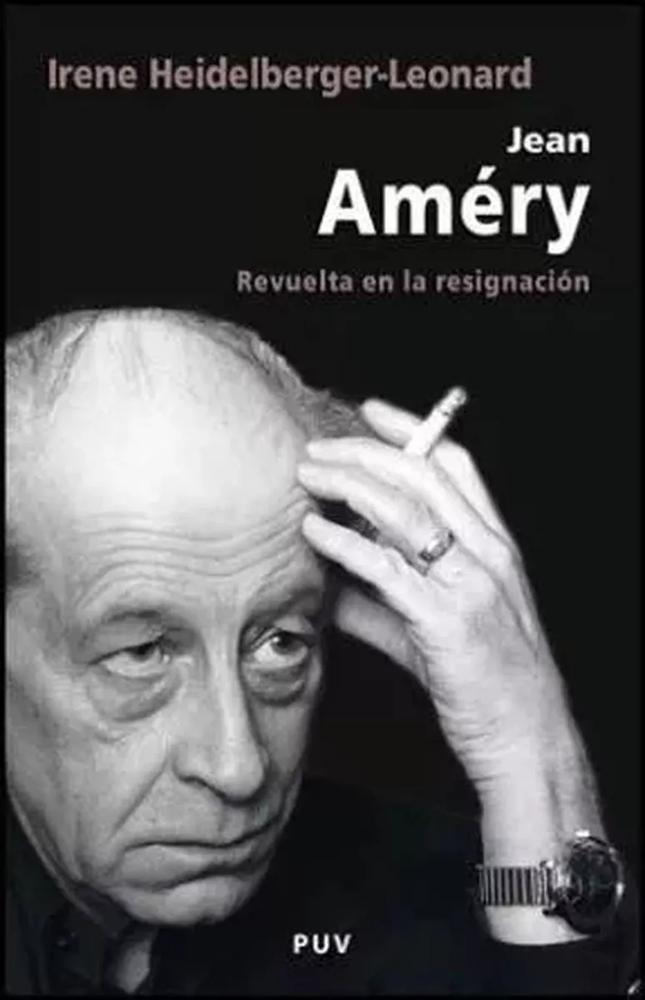 Irene Heidelberger-Leonard
Jean
Améry
Revuelta en la resignación
PUV